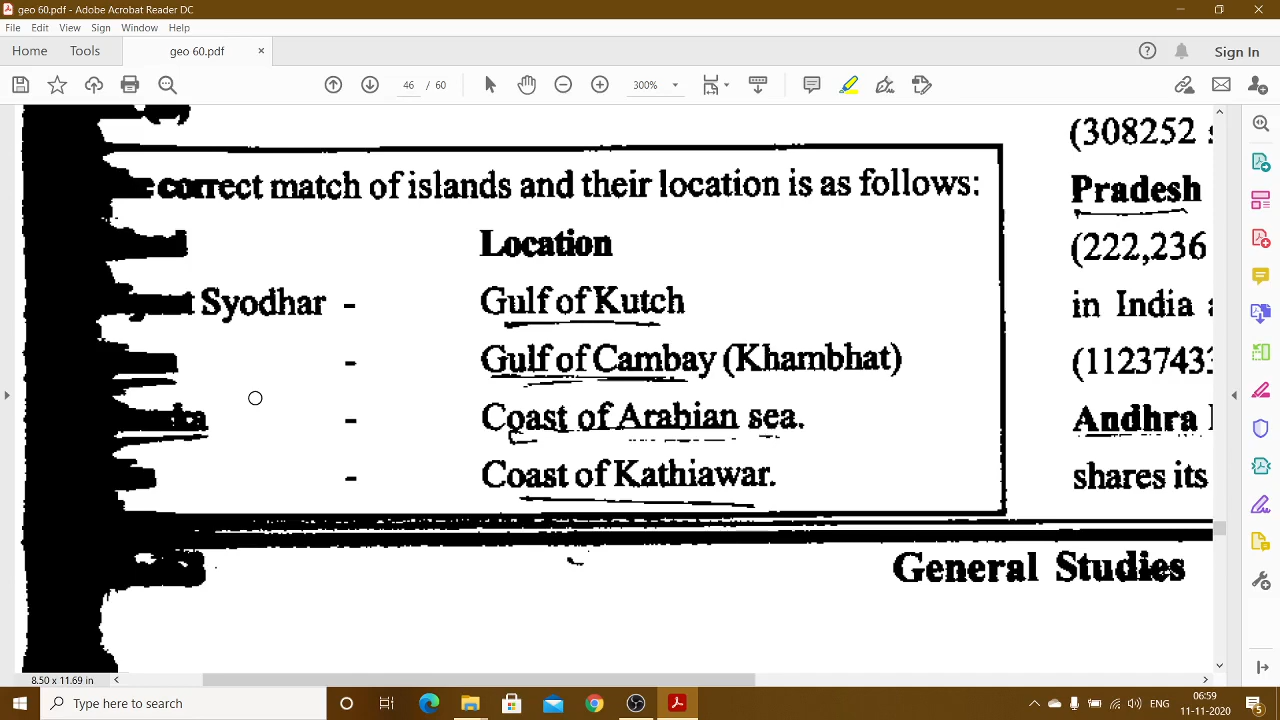 geo 60.pdf - Adobe Acrobat Reader DC
File Edit View Sign Window Help
Home Tools geo 60.pdf × Sign In
46 / 60 300%
(308252
correct match of islands and their location is as follows:
Pradesh
Location
(222,236
Syodhar - Gulf of Kutch
in India
- Gulf of Cambay (Khambhat)
- Coast of Arabian sea.
Andhra
- Coast of Kathiawar.
shares its
General Studies
8.50 x 11.69 in
Type here to search
ENG
06:59
11-11-2020
5